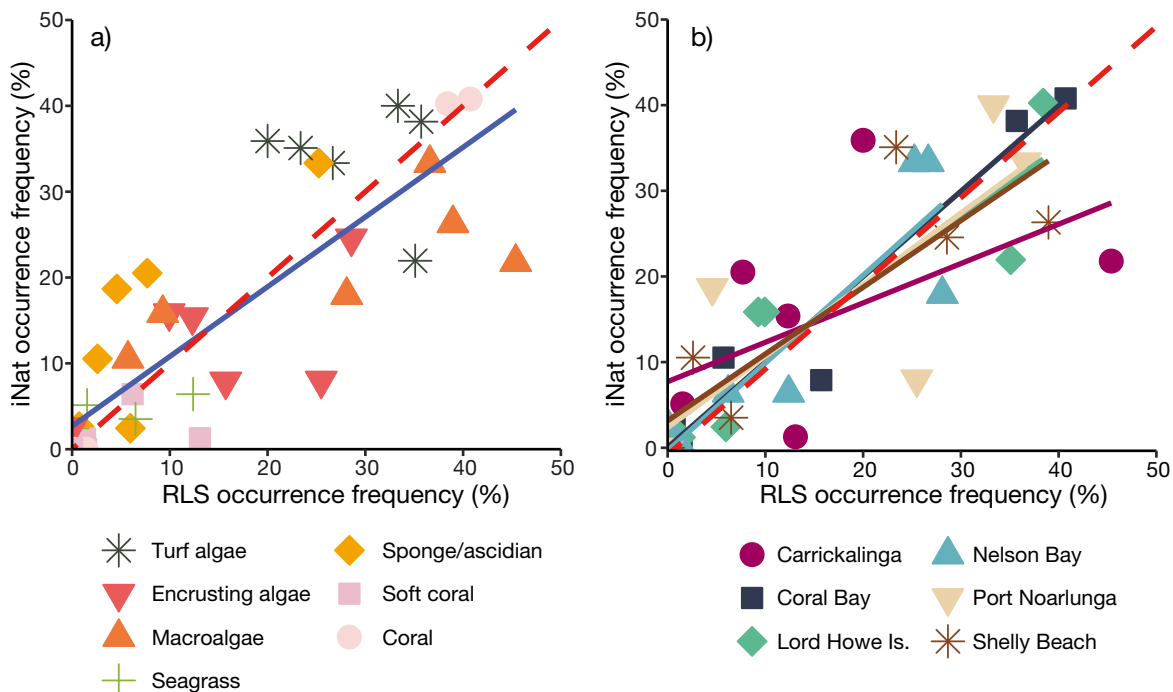 a)
50
40
30
20
10
0
iNat occurrence frequency (%)
0 10 20 30 40 50
RLS occurrence frequency (%)
Turf algae
Encrusting algae
Macroalgae
Seagrass
Sponge/ascidian
Soft coral
Coral
b)
50
40
30
20
10
0
iNat occurrence frequency (%)
0 10 20 30 40 50
RLS occurrence frequency (%)
Carrickalinga
Coral Bay
Lord Howe Is.
Nelson Bay
Port Noarlunga
Shelly Beach